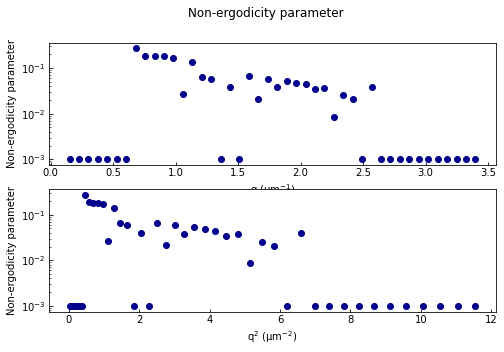 Non-ergodicity parameter
Non-ergodicity parameter
10⁻¹
10⁻²
10⁻³
0.0 0.5 1.0 1.5 2.0 2.5 3.0 3.5
q (μm⁻¹)
Non-ergodicity parameter
10⁻¹
10⁻²
10⁻³
0 2 4 6 8 10 12
q² (μm⁻²)